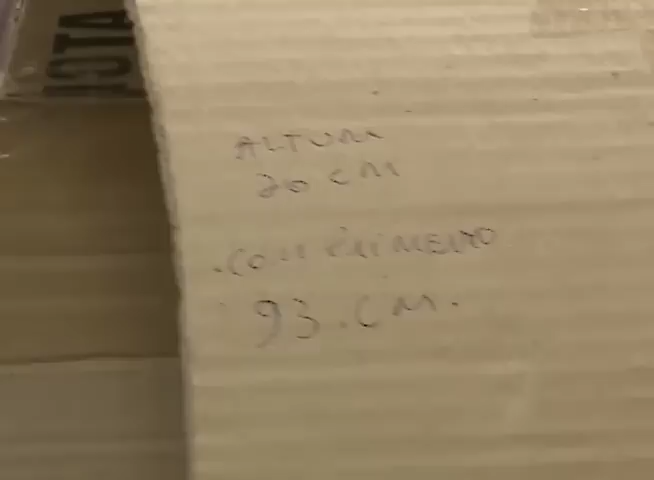 ALTURA
20 CM
. COMPRIMENTO
93 . CM .